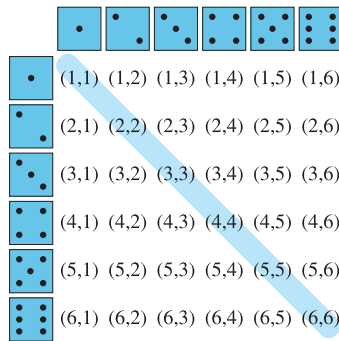 (1,1) (1,2) (1,3) (1,4) (1,5) (1,6)
(2,1) (2,2) (2,3) (2,4) (2,5) (2,6)
(3,1) (3,2) (3,3) (3,4) (3,5) (3,6)
(4,1) (4,2) (4,3) (4,4) (4,5) (4,6)
(5,1) (5,2) (5,3) (5,4) (5,5) (5,6)
(6,1) (6,2) (6,3) (6,4) (6,5) (6,6)